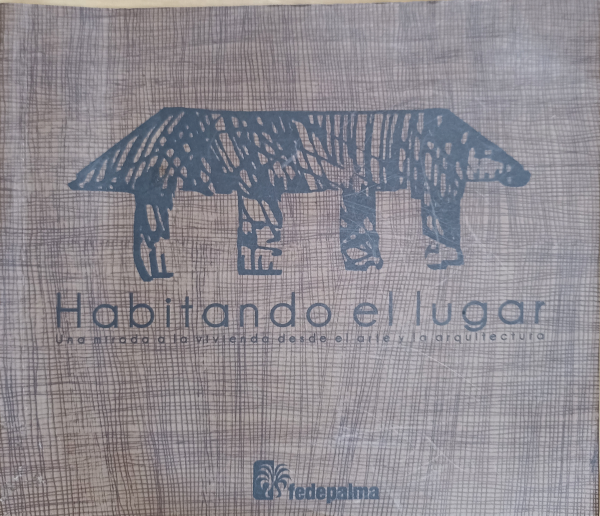 Habitando el lugar
Una mirada a la vivienda desde el arte y la arquitectura
fedepalma